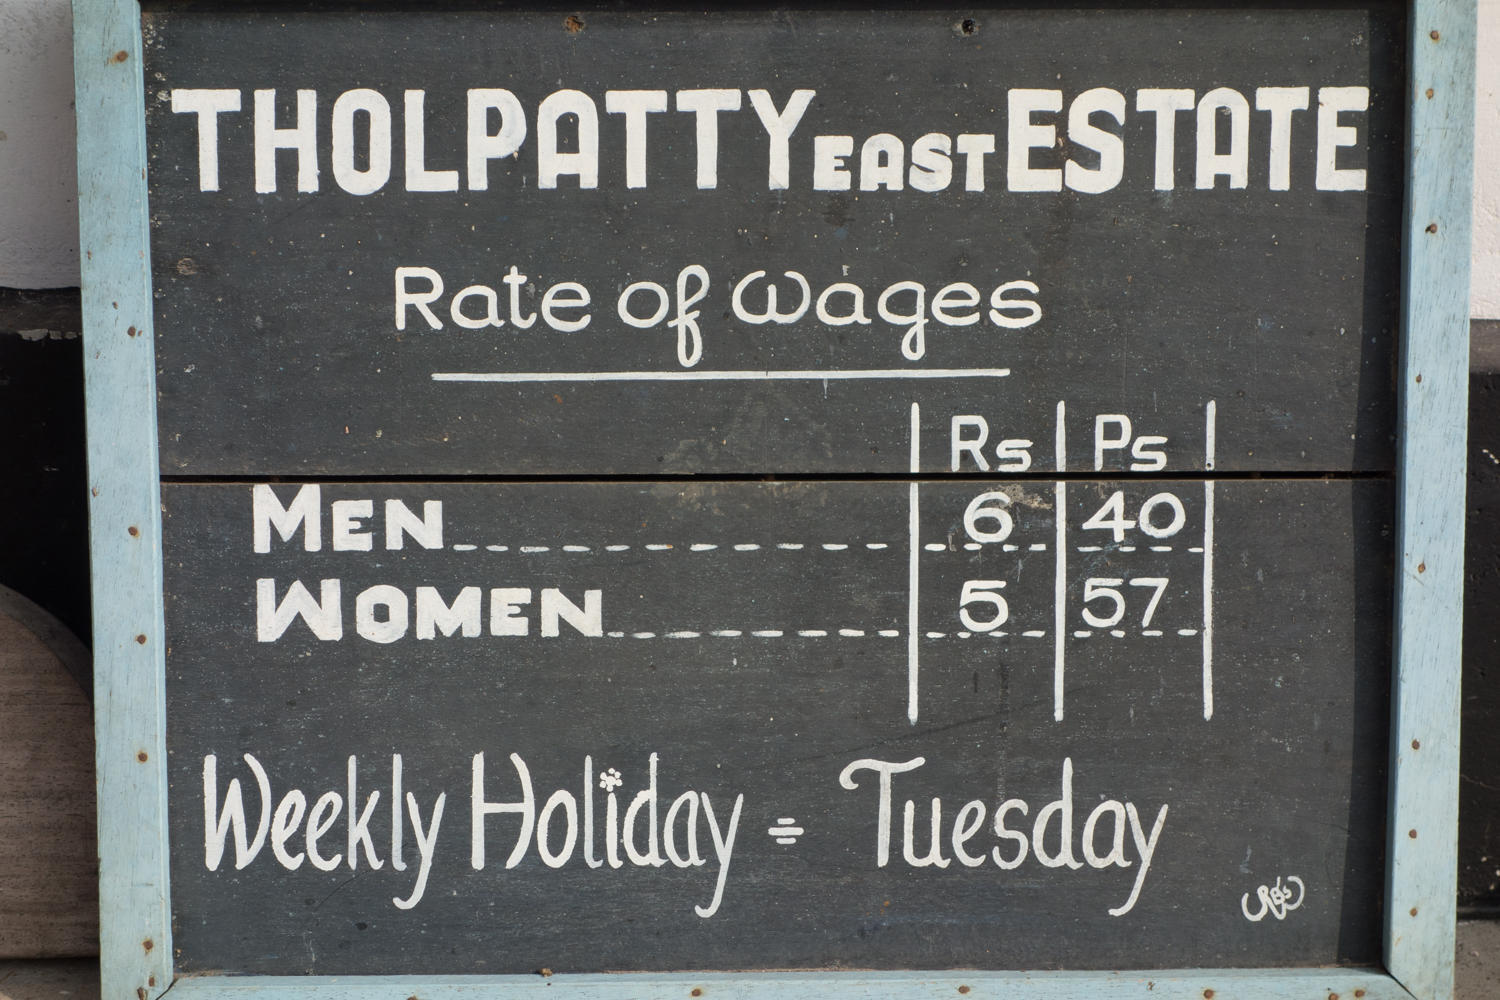 THOLPATTY EAST ESTATE
Rate of Wages
Rs Ps
MEN 6 40
WOMEN 5 57
Weekly Holiday = Tuesday